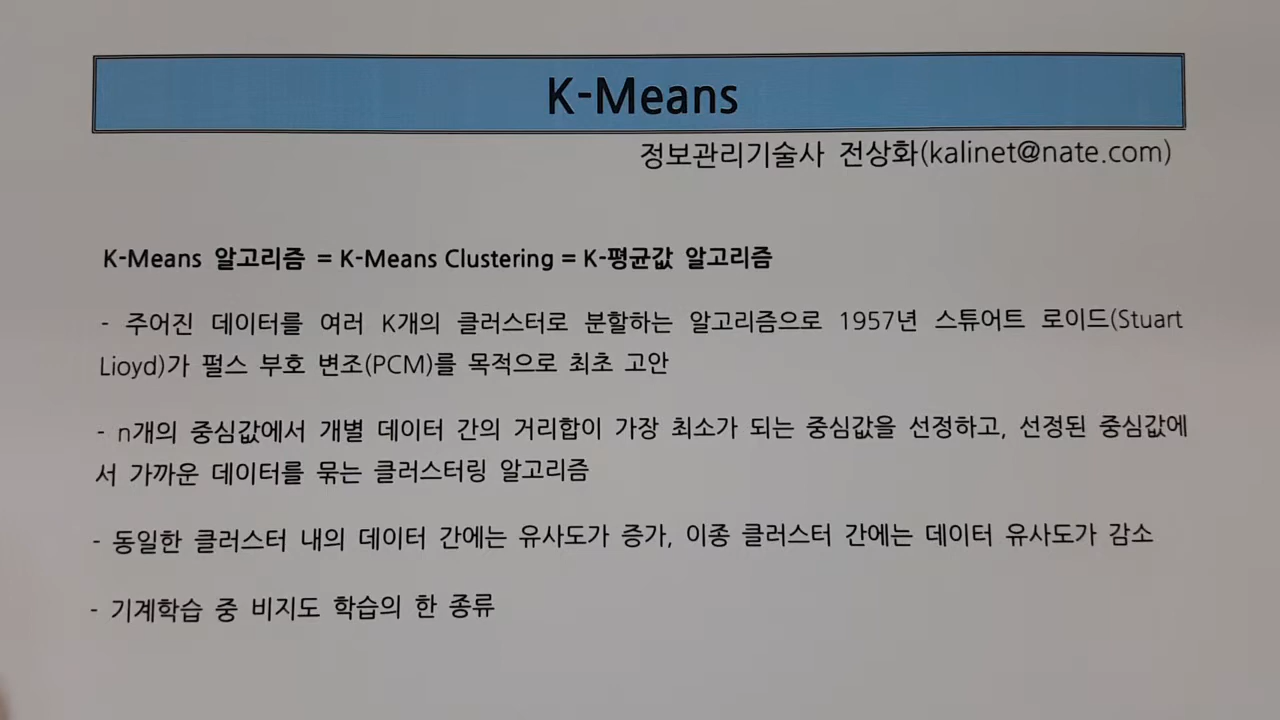 K-Means
정보관리기술사 전상화(kalinet@nate.com)
K-Means 알고리즘 = K-Means Clustering = K-평균값 알고리즘
- 주어진 데이터를 여러 K개의 클러스터로 분할하는 알고리즘으로 1957년 스튜어트 로이드(Stuart
Lioyd)가 펄스 부호 변조(PCM)를 목적으로 최초 고안
- n개의 중심값에서 개별 데이터 간의 거리합이 가장 최소가 되는 중심값을 선정하고, 선정된 중심값에
서 가까운 데이터를 묶는 클러스터링 알고리즘
- 동일한 클러스터 내의 데이터 간에는 유사도가 증가, 이종 클러스터 간에는 데이터 유사도가 감소
- 기계학습 중 비지도 학습의 한 종류